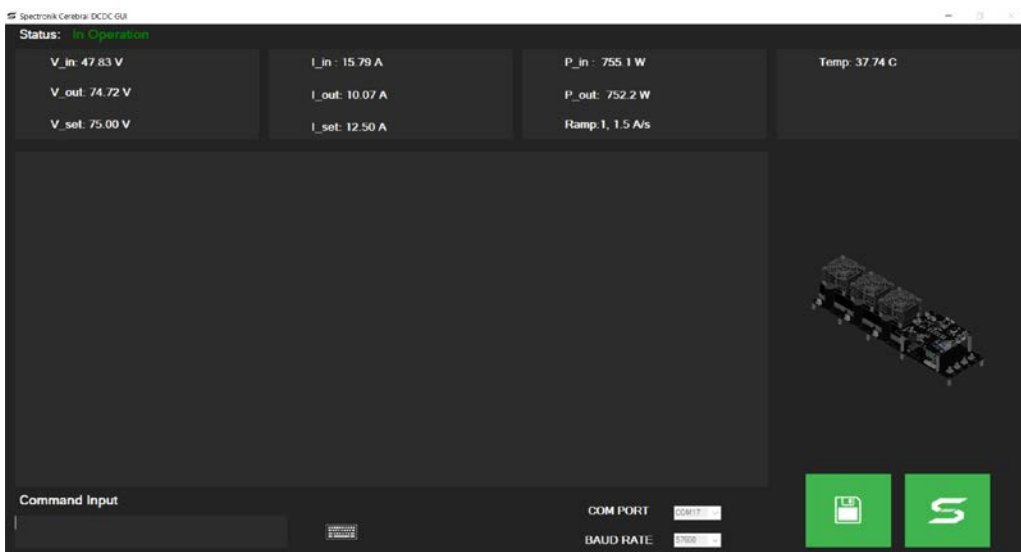 Spectronik Cerebral DCDC GUI
Status: In Operation
V_in: 47.83 V
I_in : 15.79 A
P_in : 755.1 W
Temp: 37.74 C
V_out: 74.72 V
I_out: 10.07 A
P_out: 752.2 W
V_set: 75.00 V
I_set: 12.50 A
Ramp:1, 1.5 A/s
Command Input
COM PORT COM17
BAUD RATE 57600